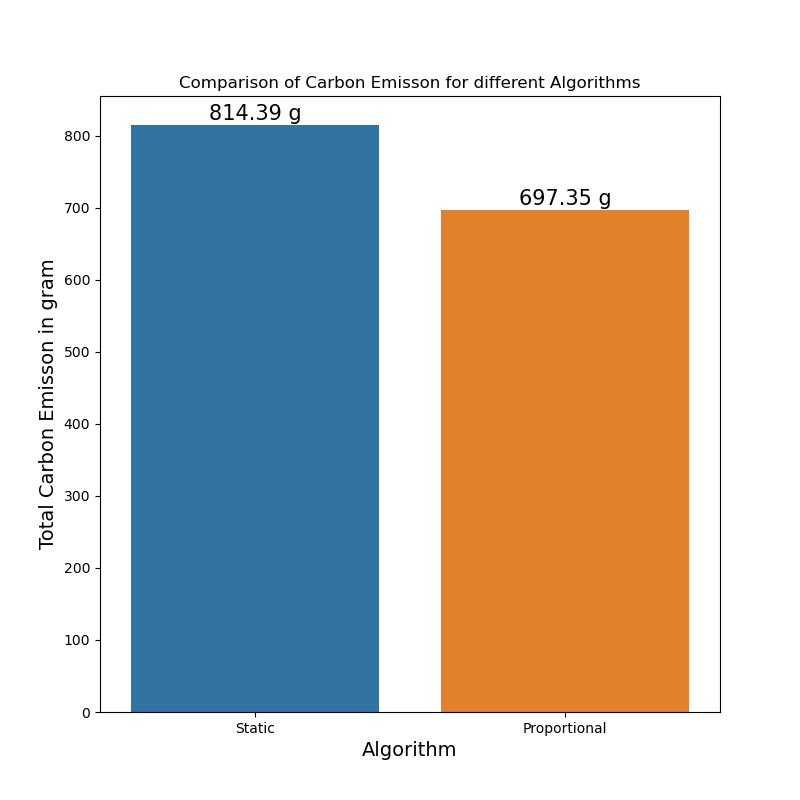 Comparison of Carbon Emisson for different Algorithms
814.39 g
697.35 g
Total Carbon Emisson in gram
800
700
600
500
400
300
200
100
0
Static
Proportional
Algorithm